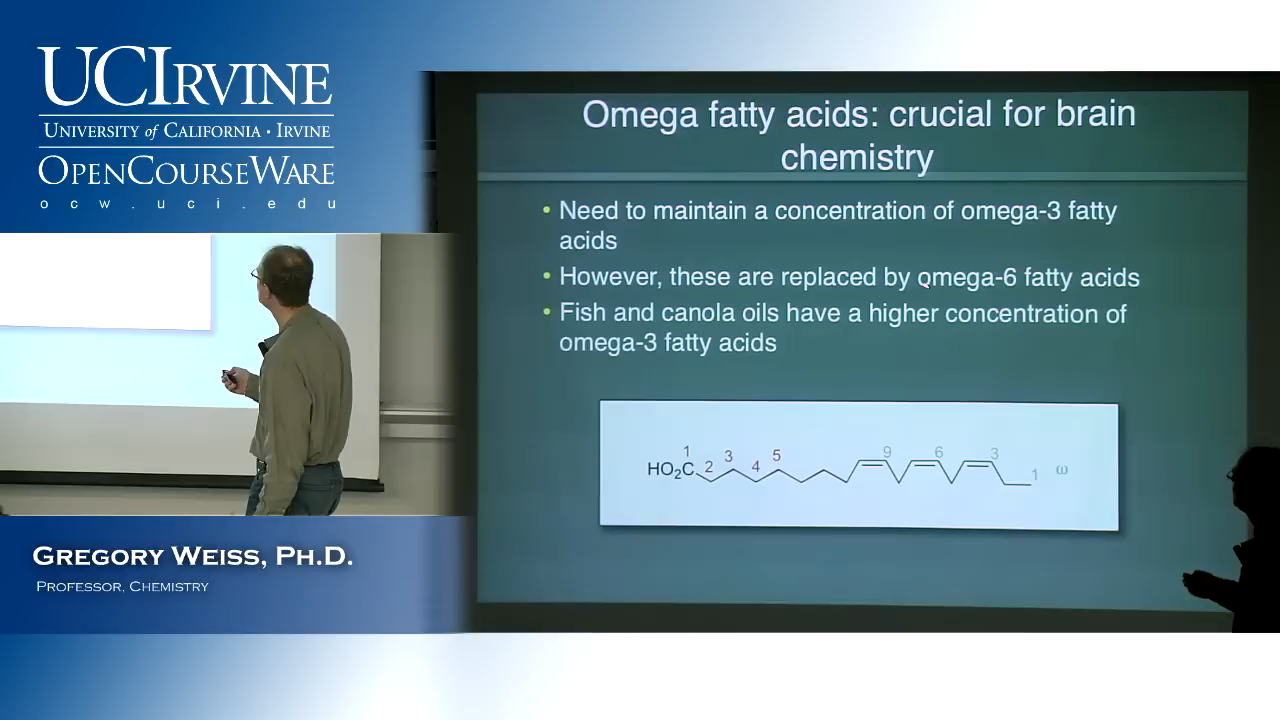 UCIRVINE
UNIVERSITY of CALIFORNIA · IRVINE
OPENCOURSEWARE
ocw.uci.edu
GREGORY WEISS, PH.D.
PROFESSOR, CHEMISTRY
Omega fatty acids: crucial for brain
chemistry
• Need to maintain a concentration of omega-3 fatty
acids
• However, these are replaced by omega-6 fatty acids
• Fish and canola oils have a higher concentration of
omega-3 fatty acids
1 3 5 9 6 3
HO₂C 2 4 1 ω